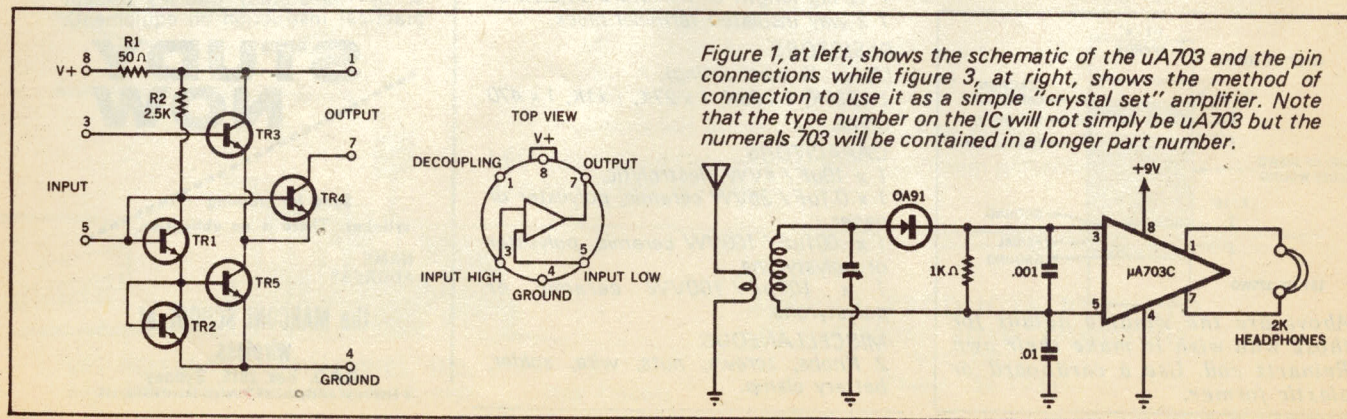 Figure 1, at left, shows the schematic of the uA703 and the pin
connections while figure 3, at right, shows the method of
connection to use it as a simple "crystal set" amplifier. Note
that the type number on the IC will not simply be uA703 but the
numerals 703 will be contained in a longer part number.
R1
50Ω
8
V+
1
R2
2.5K
OUTPUT
3
TR3
7
INPUT
TR4
5
TR1
TR5
TR2
4
GROUND
TOP VIEW
V+
DECOUPLING
OUTPUT
1
8
7
3
5
INPUT HIGH
4
INPUT LOW
GROUND
+9V
OA91
3
8
1
1KΩ
.001
µA703C
5
4
7
.01
2K
HEADPHONES